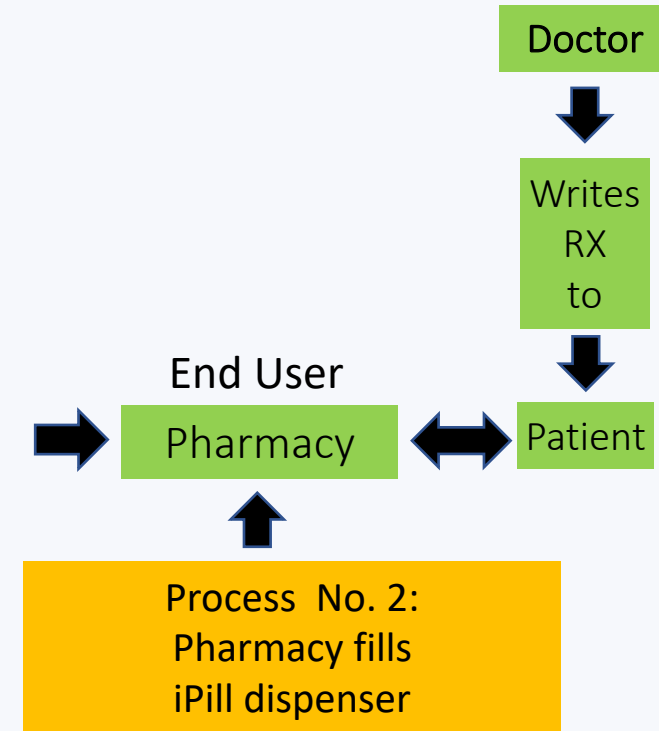 Doctor
Writes
RX
to
End User
Pharmacy
Patient
Process No. 2:
Pharmacy fills
iPill dispenser